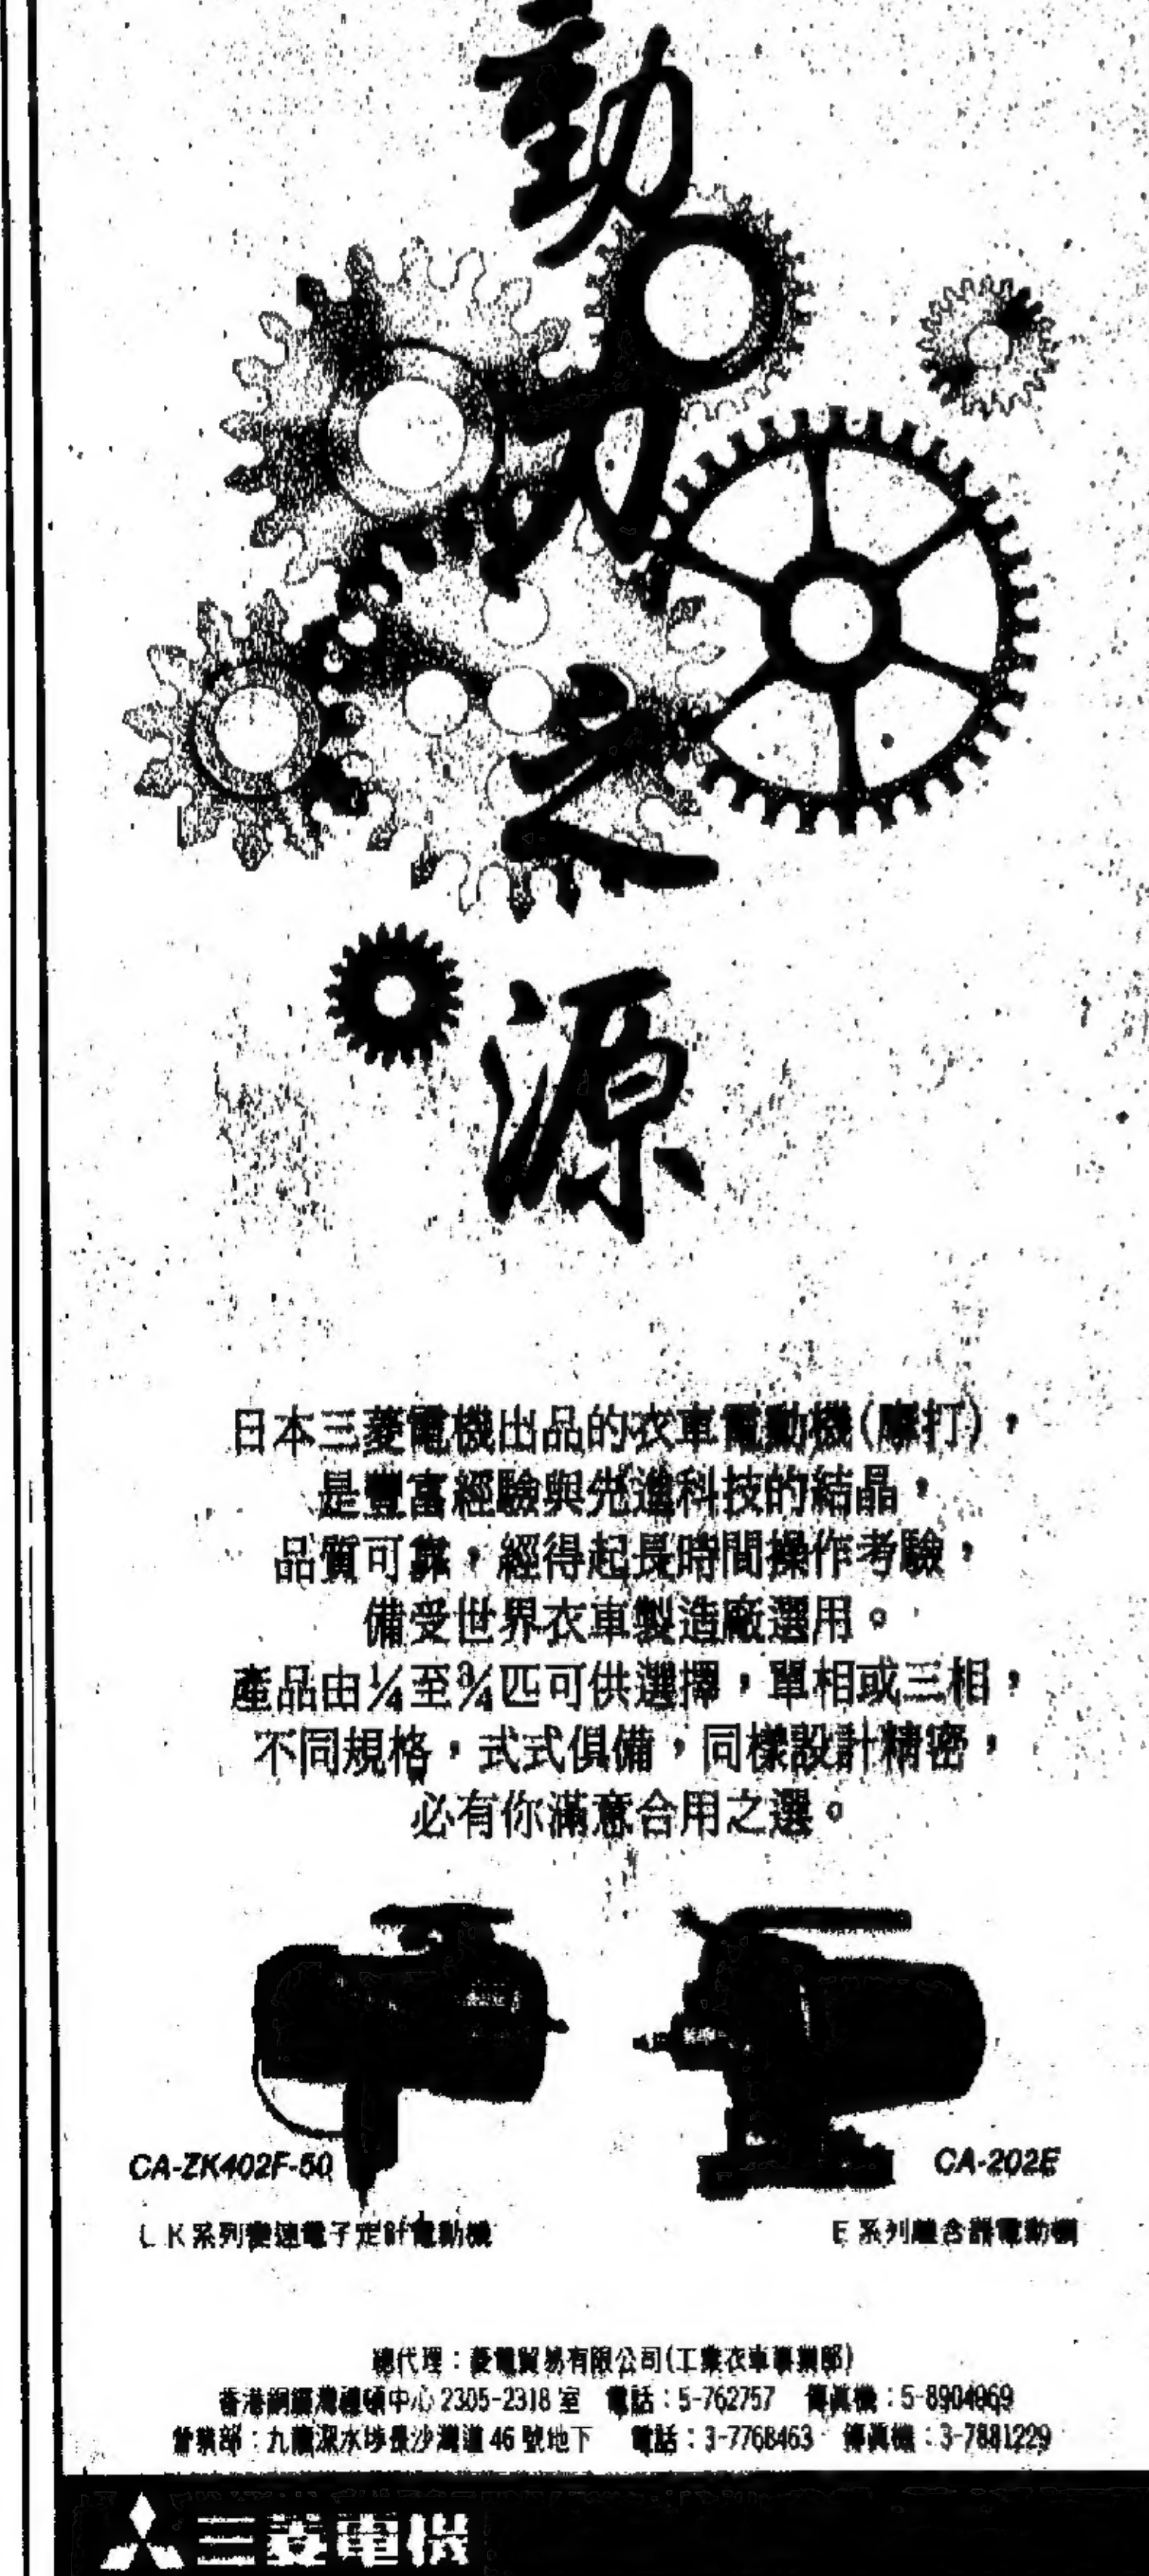 動力之源
日本三菱電機出品的衣車電動機(摩打)，
是豐富經驗與先進科技的結晶，
品質可靠，經得起長時間操作考驗，
備受世界衣車製造廠選用。
產品由¼至¾匹可供選擇，單相或三相，
不同規格，式式俱備，同樣設計精密，
必有你滿意合用之選。
CA-ZK402F-50
CA-202E
K系列變速電子定針電動機
E系列離合器電動機
總代理：菱電貿易有限公司(工業衣車事業部)
香港銅鑼灣禮頓中心2305-2318室 電話：5-762757 傳真機：5-8904969
營業部：九龍深水埗長沙灣道46號地下 電話：3-7768463 傳真機：3-7881229
三菱電機